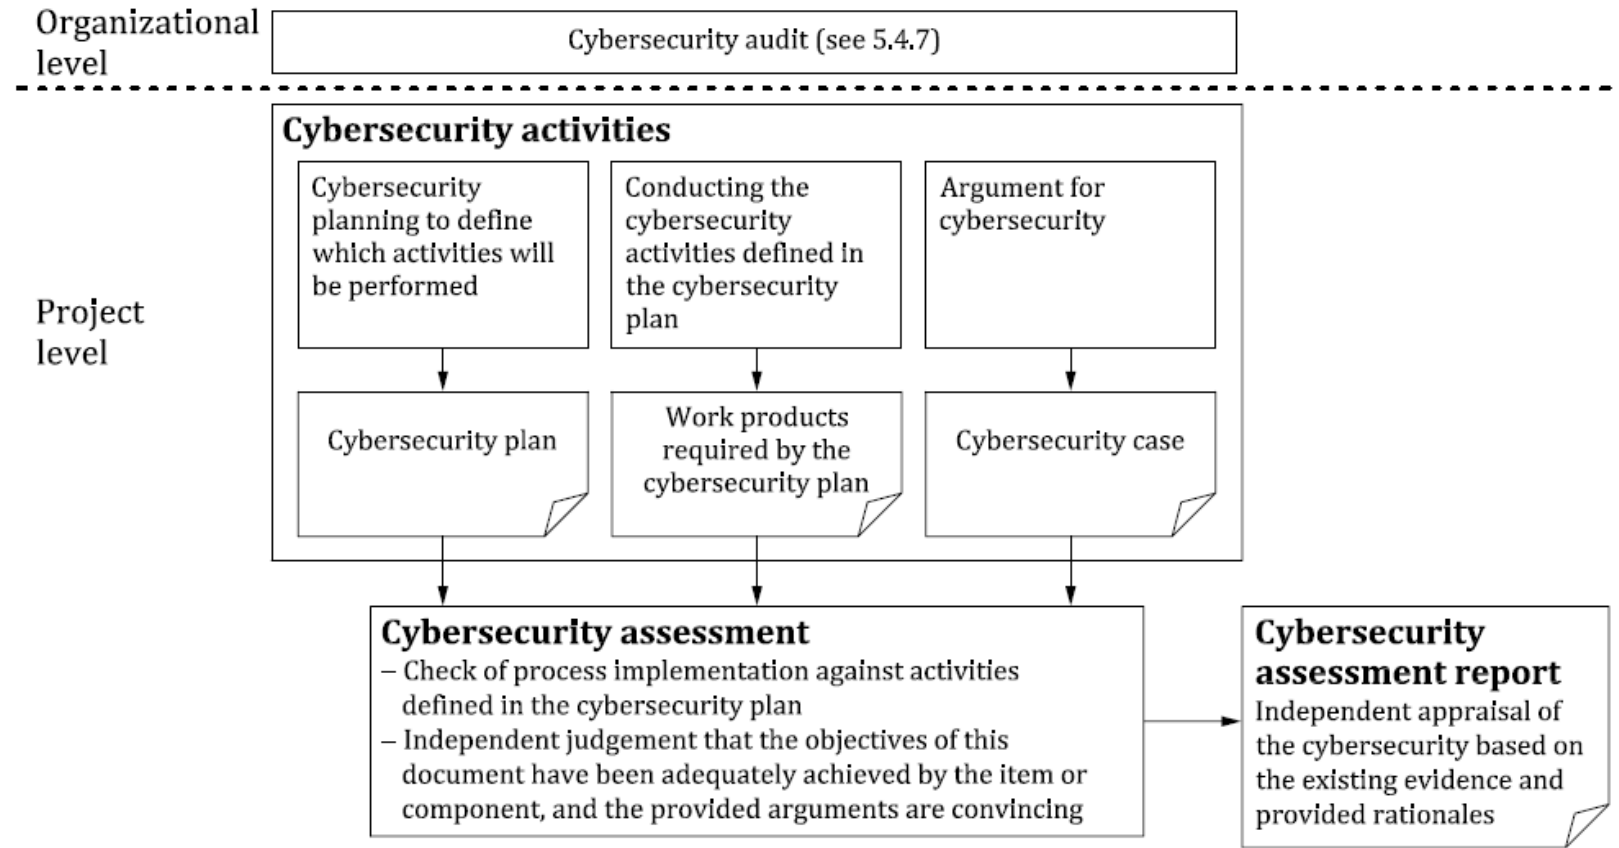 Organizational
level
Cybersecurity audit (see 5.4.7)
Project
level
Cybersecurity activities
Cybersecurity
planning to define
which activities will
be performed
Conducting the
cybersecurity
activities defined in
the cybersecurity
plan
Argument for
cybersecurity
Cybersecurity plan
Work products
required by the
cybersecurity plan
Cybersecurity case
Cybersecurity assessment
– Check of process implementation against activities
defined in the cybersecurity plan
– Independent judgement that the objectives of this
document have been adequately achieved by the item or
component, and the provided arguments are convincing
Cybersecurity
assessment report
Independent appraisal of
the cybersecurity based on
the existing evidence and
provided rationales